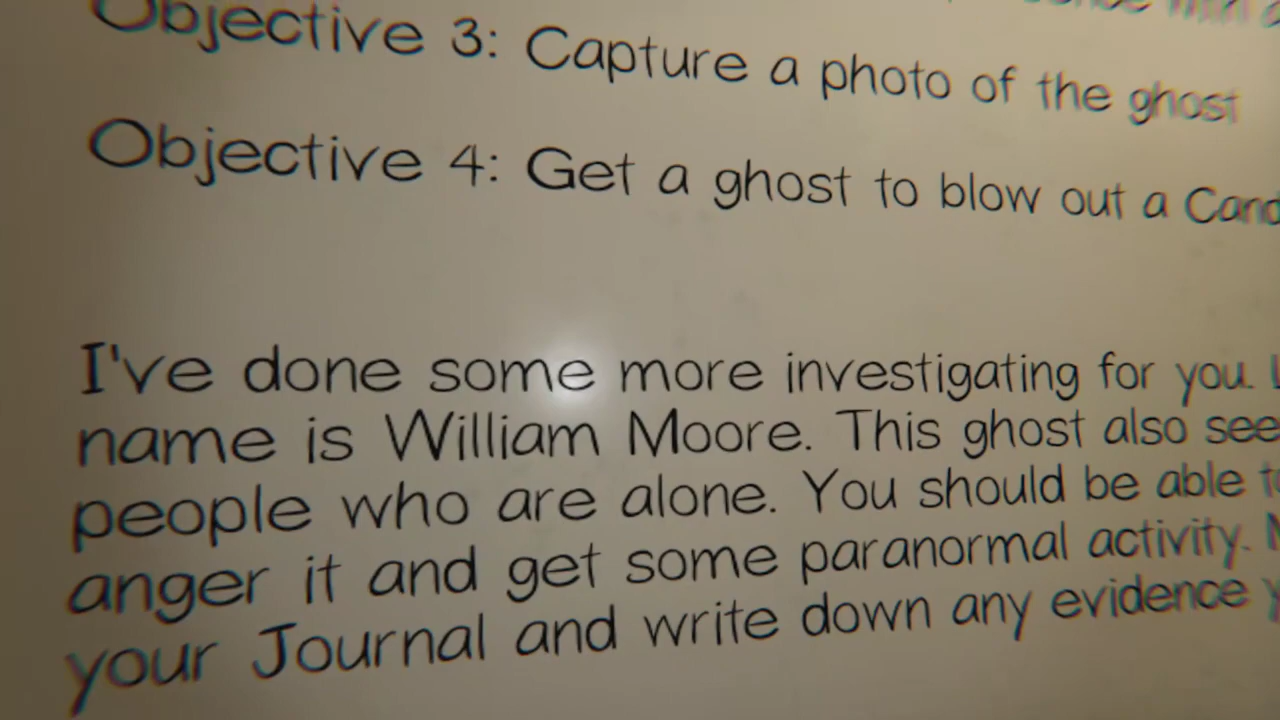 Objective 3: Capture a photo of the ghost
Objective 4: Get a ghost to blow out a
I've done some more investigating for you.
name is William Moore. This ghost also
people who are alone. You should be able
anger it and get some paranormal activity.
your Journal and write down any evidence